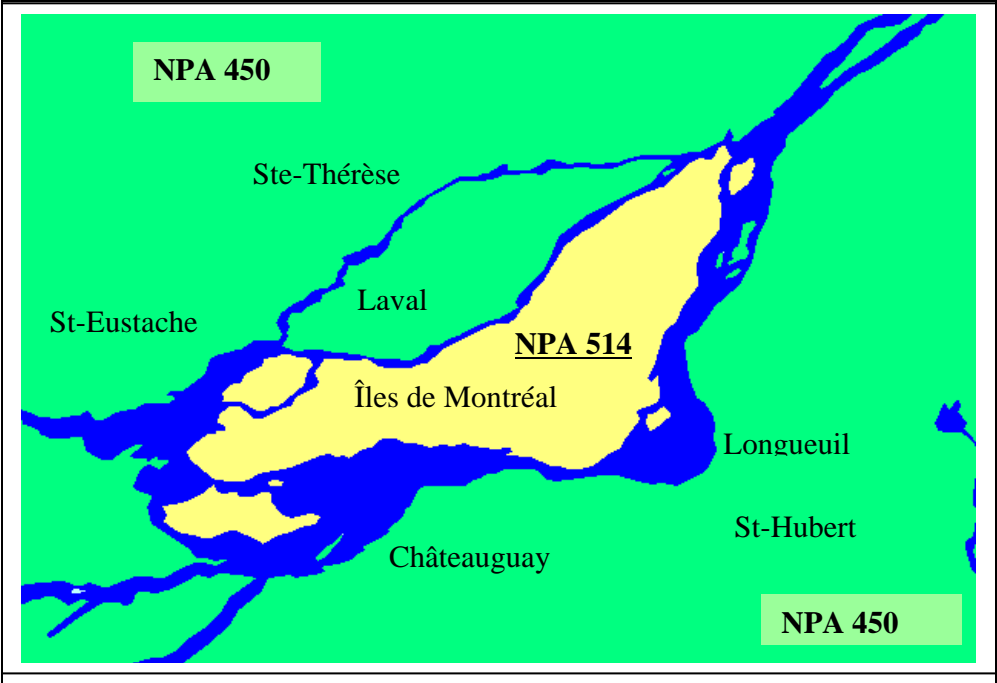 NPA 450
Ste-Thérèse
Laval
St-Eustache
NPA 514
Îles de Montréal
Longueuil
St-Hubert
Châteauguay
NPA 450